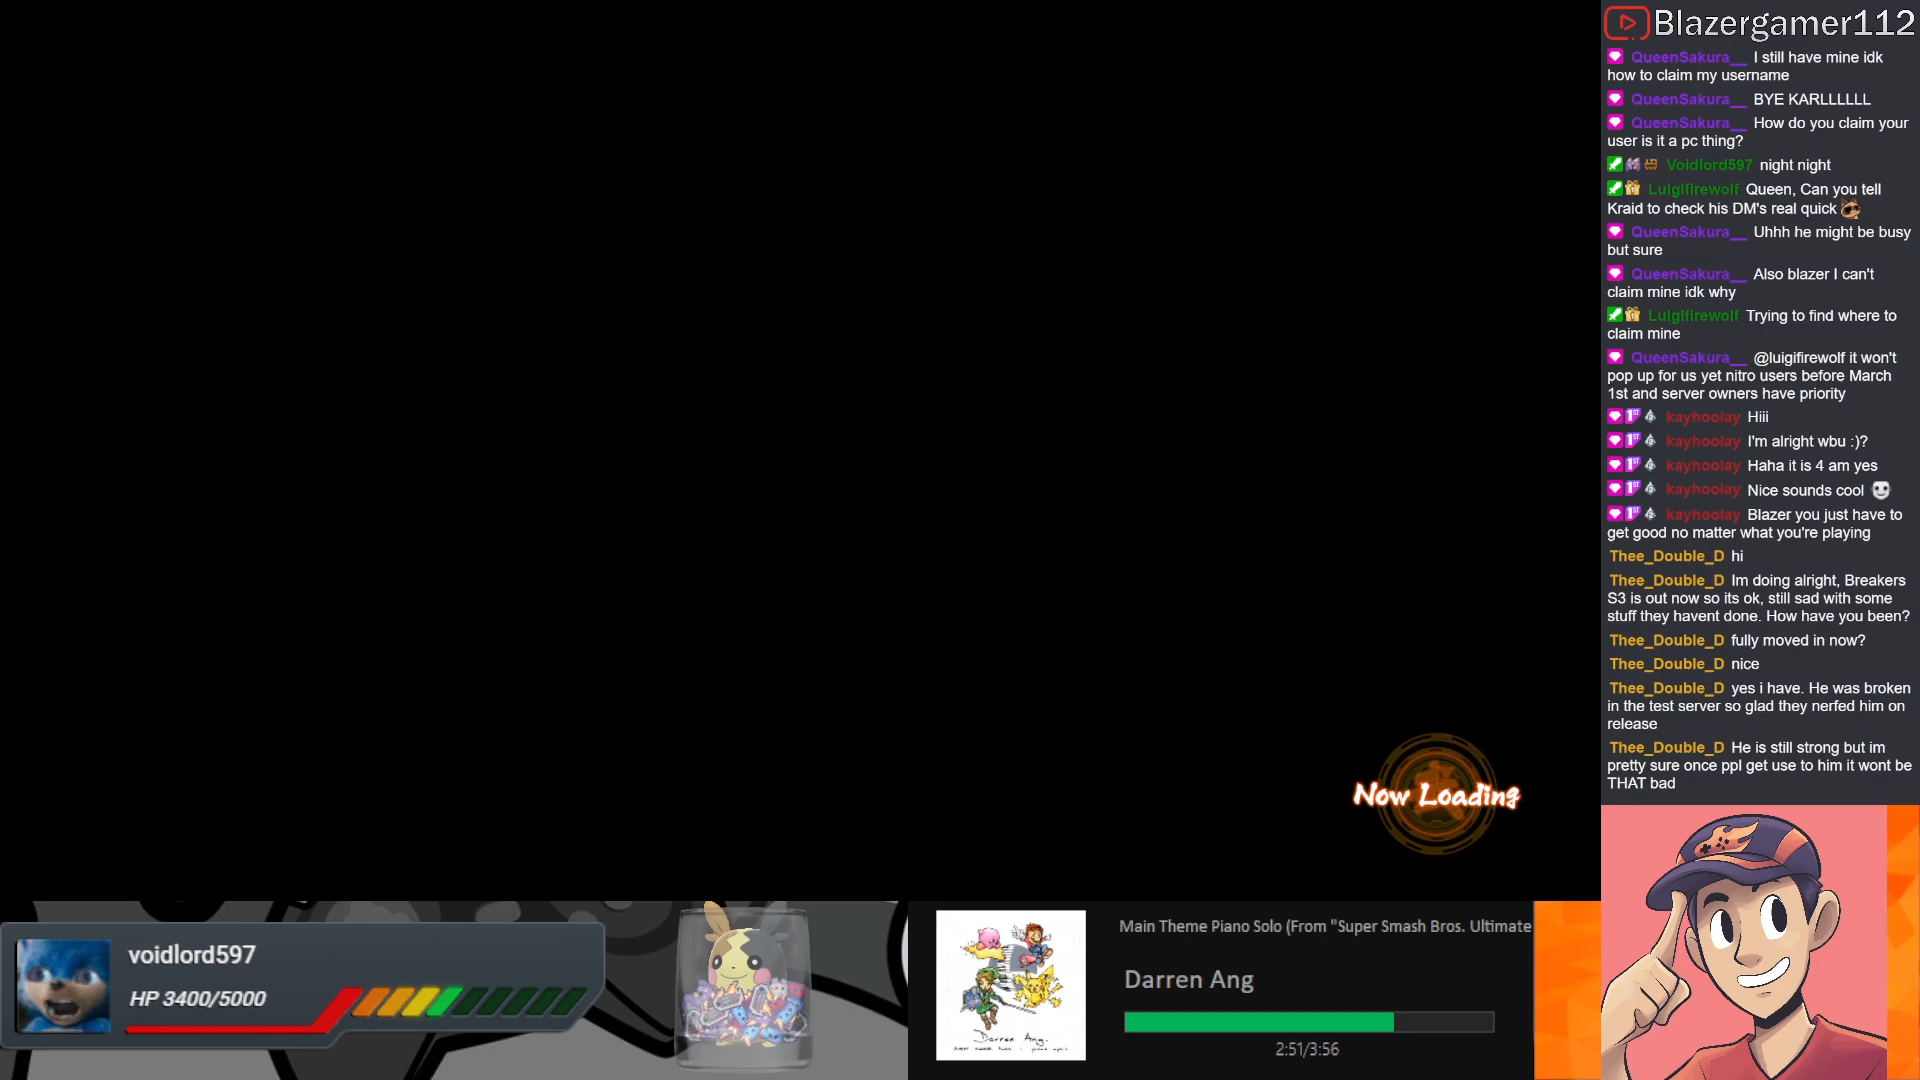 Blazergamer112
QueenSakura__ I still have mine idk
how to claim my username
QueenSakura__ BYE KARLLLLLL
QueenSakura__ How do you claim your
user is it a pc thing?
Voidlord597 night night
Luigifirewolf Queen, Can you tell
Kraid to check his DM's real quick
QueenSakura__ Uhhh he might be busy
but sure
QueenSakura__ Also blazer I can't
claim mine idk why
Luigifirewolf Trying to find where to
claim mine
QueenSakura__ @luigifirewolf it won't
pop up for us yet nitro users before March
1st and server owners have priority
1ST kayhoolay Hiii
1ST kayhoolay I'm alright wbu :)?
1ST kayhoolay Haha it is 4 am yes
1ST kayhoolay Nice sounds cool
1ST kayhoolay Blazer you just have to
get good no matter what you're playing
Thee_Double_D hi
Thee_Double_D Im doing alright, Breakers
S3 is out now so its ok, still sad with some
stuff they havent done. How have you been?
Thee_Double_D fully moved in now?
Thee_Double_D nice
Thee_Double_D yes i have. He was broken
in the test server so glad they nerfed him on
release
Thee_Double_D He is still strong but im
pretty sure once ppl get use to him it wont be
THAT bad
Now Loading
voidlord597
HP 3400/5000
Darren Ang.
Main Theme Piano Solo (From "Super Smash Bros. Ultimate
Darren Ang
2:51/3:56